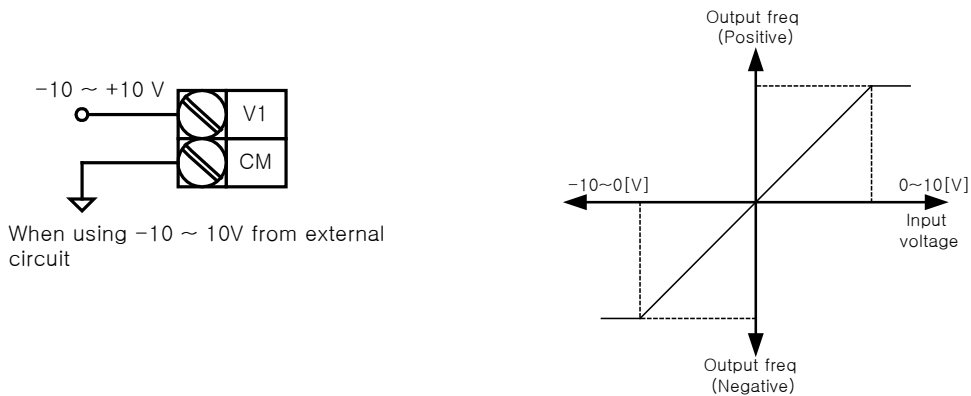 −10 ~ +10 V
V1
CM
When using −10 ~ 10V from external
circuit
Output freq
(Positive)
−10~0[V]
0~10[V]
Input
voltage
Output freq
(Negative)